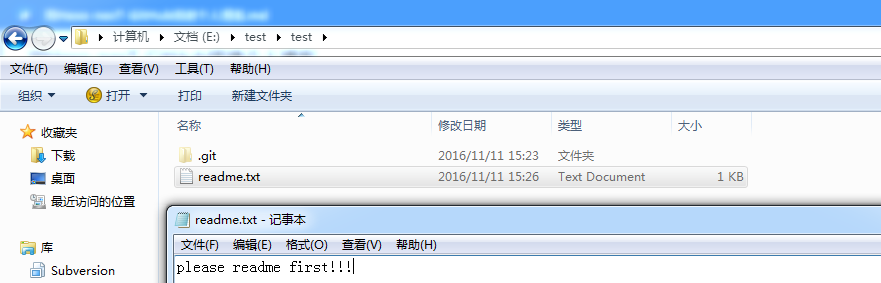 计算机 文档 (E:) test test
文件(F) 编辑(E) 查看(V) 工具(T) 帮助(H)
组织 打开 打印 新建文件夹
收藏夹
下载
桌面
最近访问的位置
库
Subversion
名称 修改日期 类型 大小
.git 2016/11/11 15:23 文件夹
readme.txt 2016/11/11 15:26 Text Document 1 KB
readme.txt - 记事本
文件(F) 编辑(E) 格式(O) 查看(V) 帮助(H)
please readme first!!!